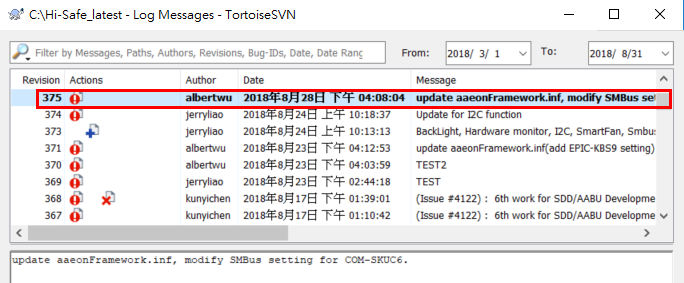 C:\Hi-Safe_latest - Log Messages - TortoiseSVN
Filter by Messages, Paths, Authors, Revisions, Bug-IDs, Date, Date Rang
From: 2018/ 3/ 1 To: 2018/ 8/31
Revision Actions Author Date Message
375 albertwu 2018年8月28日 下午 04:08:04 update aaeonFramework.inf, modify SMBus set
374 jerryliao 2018年8月24日 上午 10:18:37 Update for I2C function
373 jerryliao 2018年8月24日 上午 10:13:13 BackLight, Hardware monitor, I2C, SmartFan, Smbus
371 albertwu 2018年8月23日 下午 04:12:53 update aaeonFramework.inf(add EPIC-KBS9 setting)
370 albertwu 2018年8月23日 下午 04:03:59 TEST2
369 jerryliao 2018年8月23日 下午 02:44:18 TEST
368 kunyichen 2018年8月17日 下午 01:39:01 (Issue #4122) : 6th work for SDD/AABU Developme
367 kunyichen 2018年8月17日 下午 01:10:42 (Issue #4122) : 6th work for SDD/AABU Developme
update aaeonFramework.inf, modify SMBus setting for COM-SKUC6.